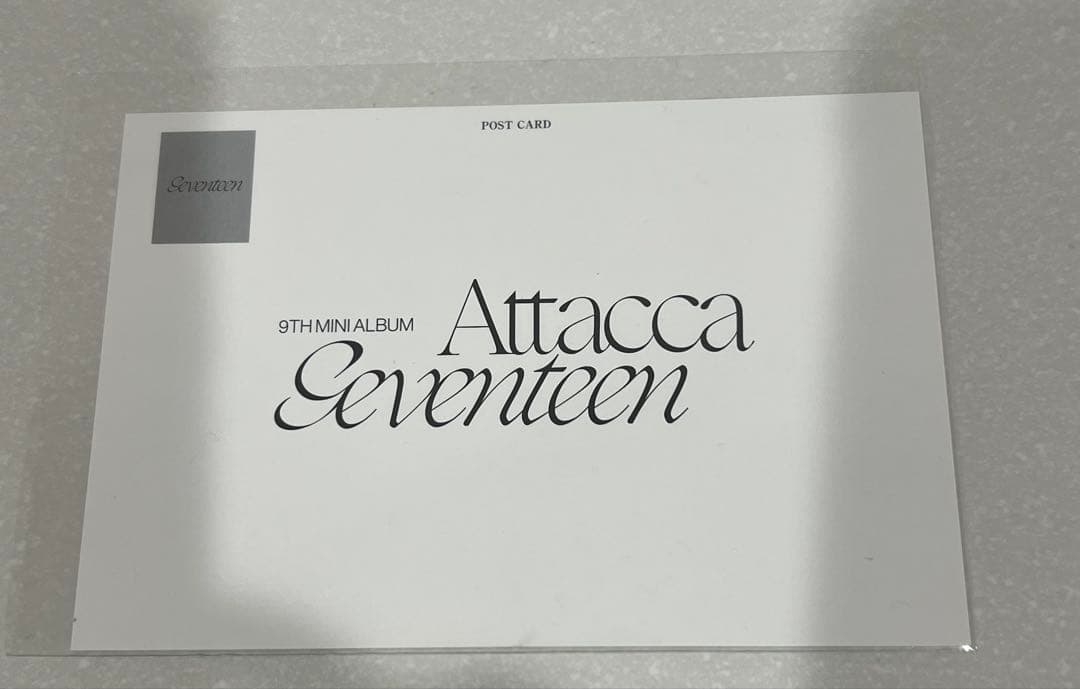 POST CARD
Seventeen
9TH MINI ALBUM Attacca
Seventeen